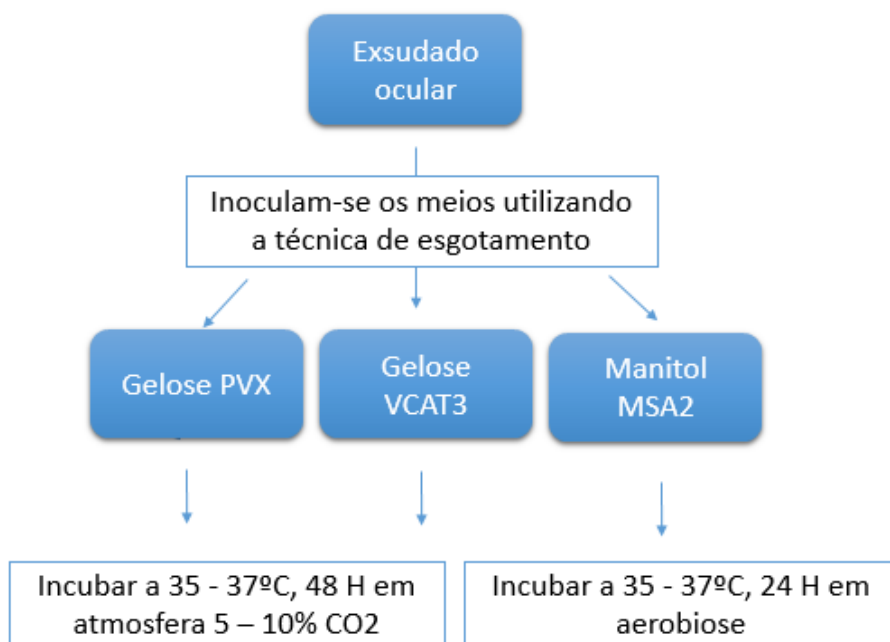 Exsudado
ocular
Inoculam-se os meios utilizando
a técnica de esgotamento
Gelose PVX
Gelose
VCAT3
Manitol
MSA2
Incubar a 35 - 37ºC, 48 H em
atmosfera 5 – 10% CO2
Incubar a 35 - 37ºC, 24 H em
aerobiose